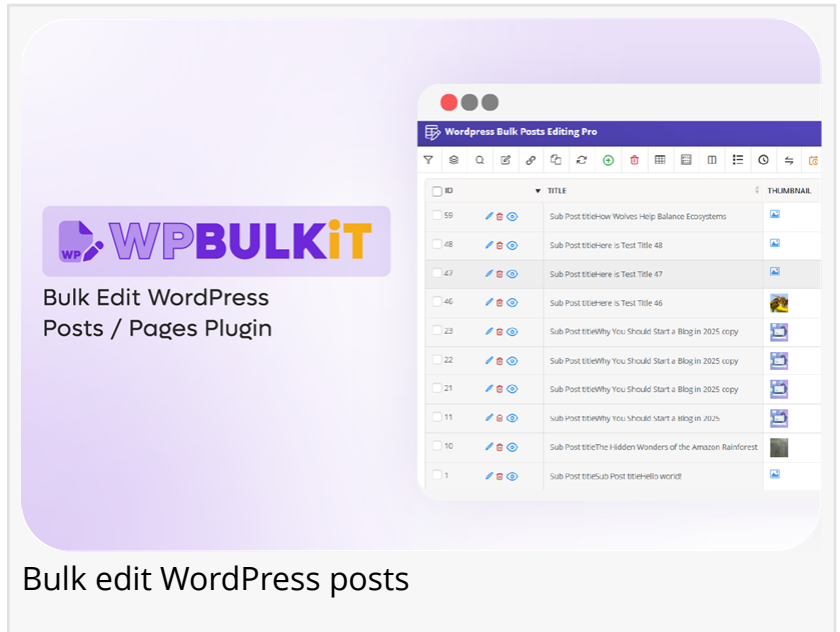 Wordpress Bulk Posts Editing Pro
ID TITLE THUMBNAIL
59 Sub Post titleHow Wolves Help Balance Ecosystems
48 Sub Post titleHere is Test Title 48
47 Sub Post titleHere is Test Title 47
46 Sub Post titleHere is Test Title 46
23 Sub Post titleWhy You Should Start a Blog in 2025 copy
22 Sub Post titleWhy You Should Start a Blog in 2025 copy
21 Sub Post titleWhy You Should Start a Blog in 2025 copy
11 Sub Post titleWhy You Should Start a Blog in 2025
10 Sub Post titleThe Hidden Wonders of the Amazon Rainforest
1 Sub Post titleSub Post titleHello world!
WP WPBULKiT
Bulk Edit WordPress
Posts / Pages Plugin
Bulk edit WordPress posts